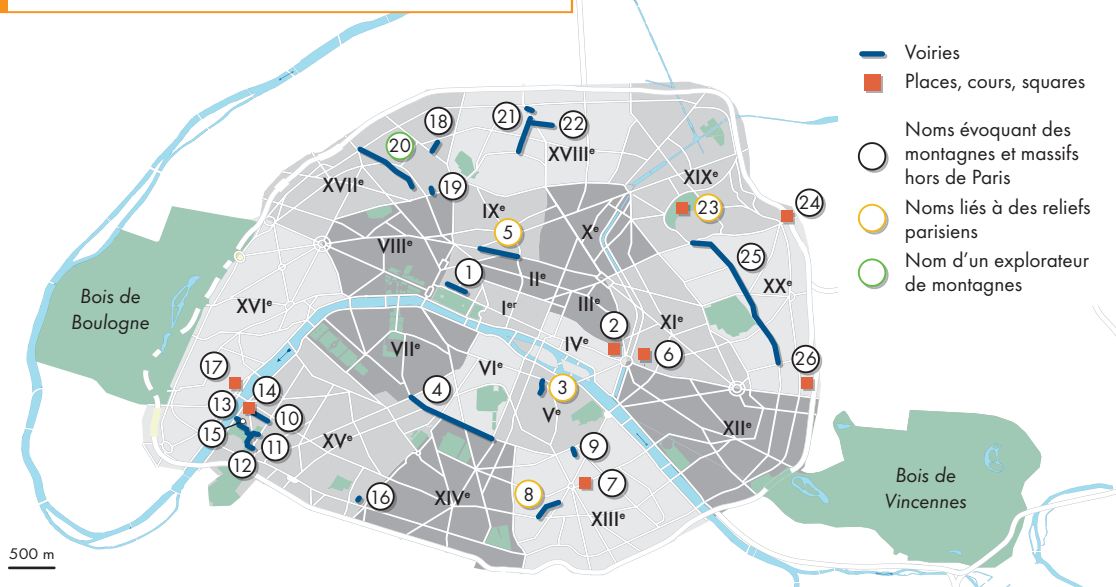 Voiries
Places, cours, squares
Noms évoquant des
montagnes et massifs
hors de Paris
Noms liés à des reliefs
parisiens
Nom d'un explorateur
de montagnes
21
22
18
20
XVIIIe
XVIIe
19
XIXe
23
24
IXe
5
Xe
VIIIe
25
1
IIe
XXe
XVIe
Ier
IIIe
Bois de
Boulogne
2
XIe
IVe
6
VIIe
VIe
26
17
14
4
3
13
10
Ve
15
XVe
11
9
XIIe
12
Bois de
Vincennes
16
XIVe
8
7
XIIIe
500 m